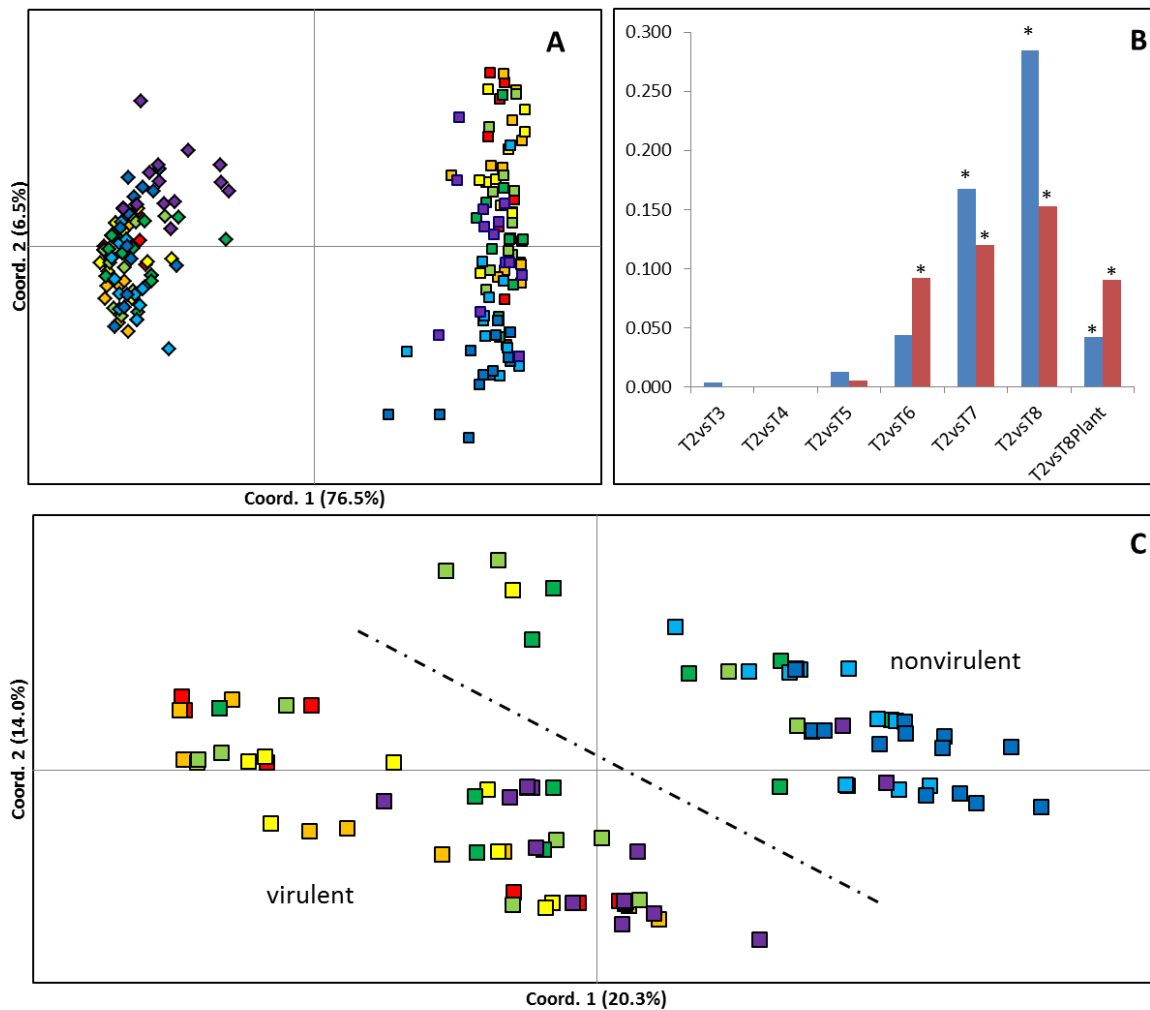 A
Coord. 2 (6.5%)
Coord. 1 (76.5%)
B
0.300
0.250
0.200
0.150
0.100
0.050
0.000
*
*
*
*
*
*
*
T2vsT3
T2vsT4
T2vsT5
T2vsT6
T2vsT7
T2vsT8
T2vsT8Plant
C
nonvirulent
virulent
Coord. 2 (14.0%)
Coord. 1 (20.3%)